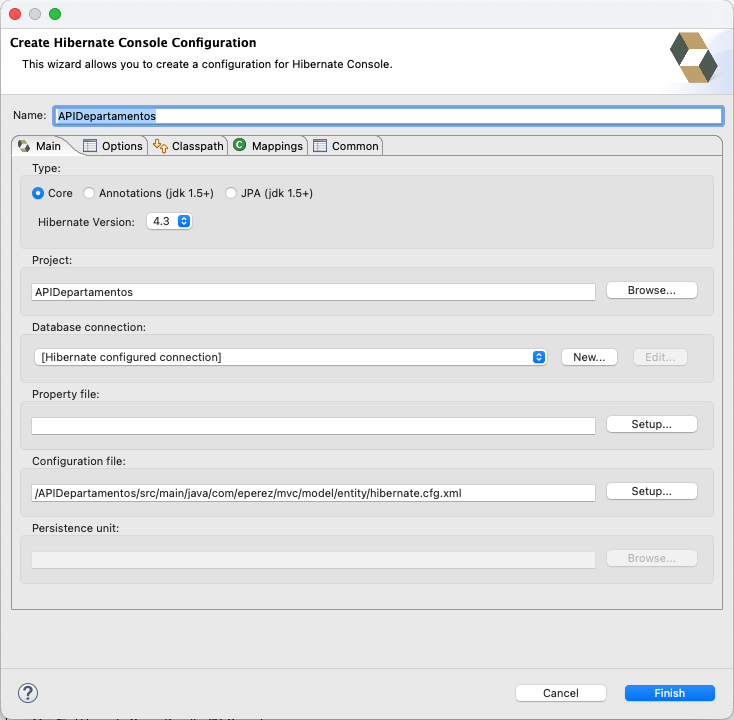 Create Hibernate Console Configuration
This wizard allows you to create a configuration for Hibernate Console.
Name: APIDepartamentos
Main Options Classpath Mappings Common
Type:
Core Annotations (jdk 1.5+) JPA (jdk 1.5+)
Hibernate Version: 4.3
Project:
APIDepartamentos Browse...
Database connection:
[Hibernate configured connection] New... Edit...
Property file:
Setup...
Configuration file:
/APIDepartamentos/src/main/java/com/eperez/mvc/model/entity/hibernate.cfg.xml Setup...
Persistence unit:
Browse...
? Cancel Finish